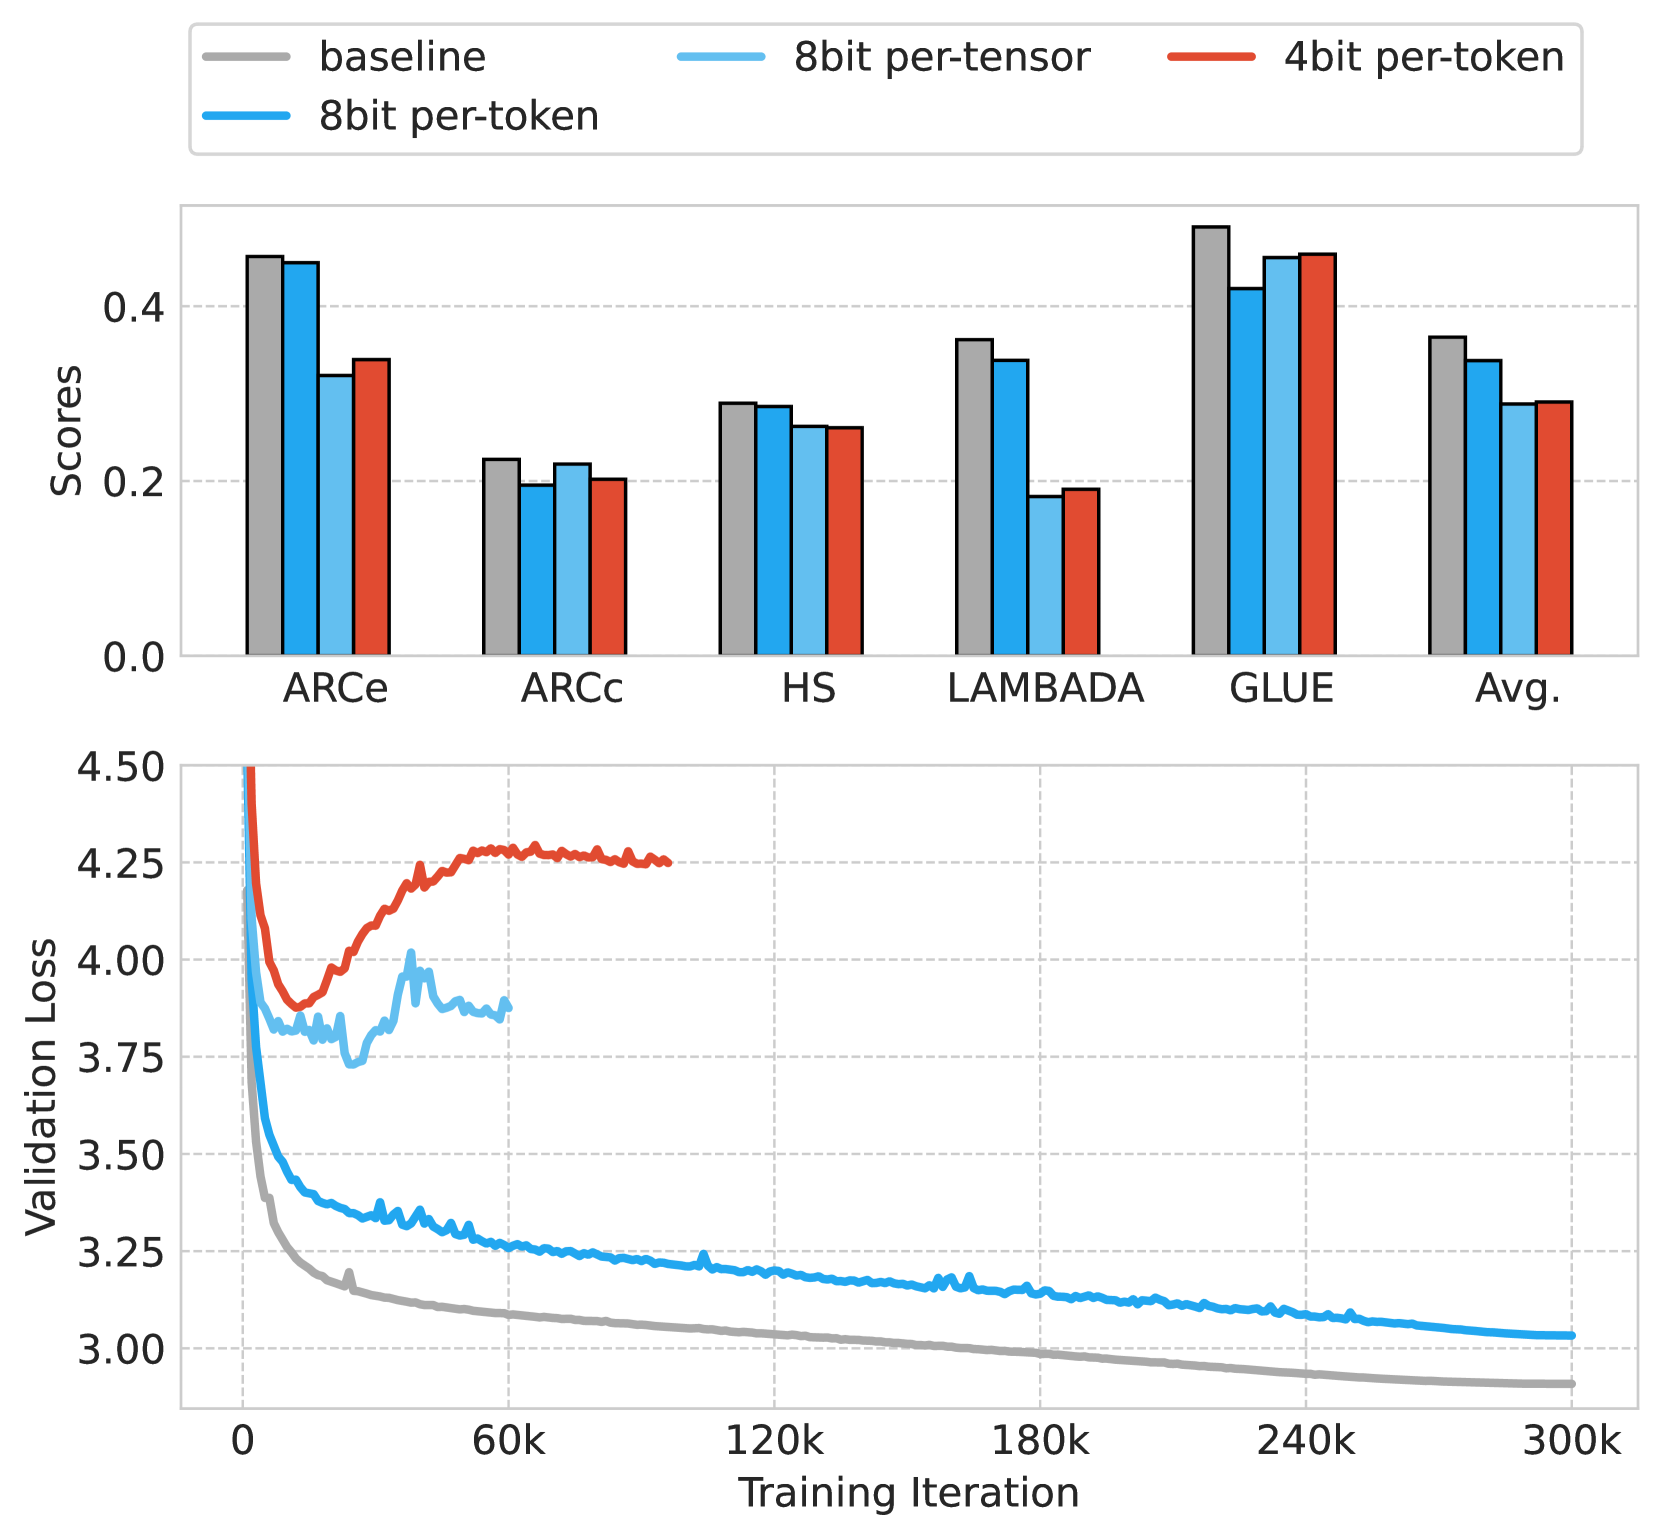 baseline 8bit per-tensor 4bit per-token
8bit per-token
Scores
0.4
0.2
0.0
ARCe ARCc HS LAMBADA GLUE Avg.
Validation Loss
4.50
4.25
4.00
3.75
3.50
3.25
3.00
0 60k 120k 180k 240k 300k
Training Iteration